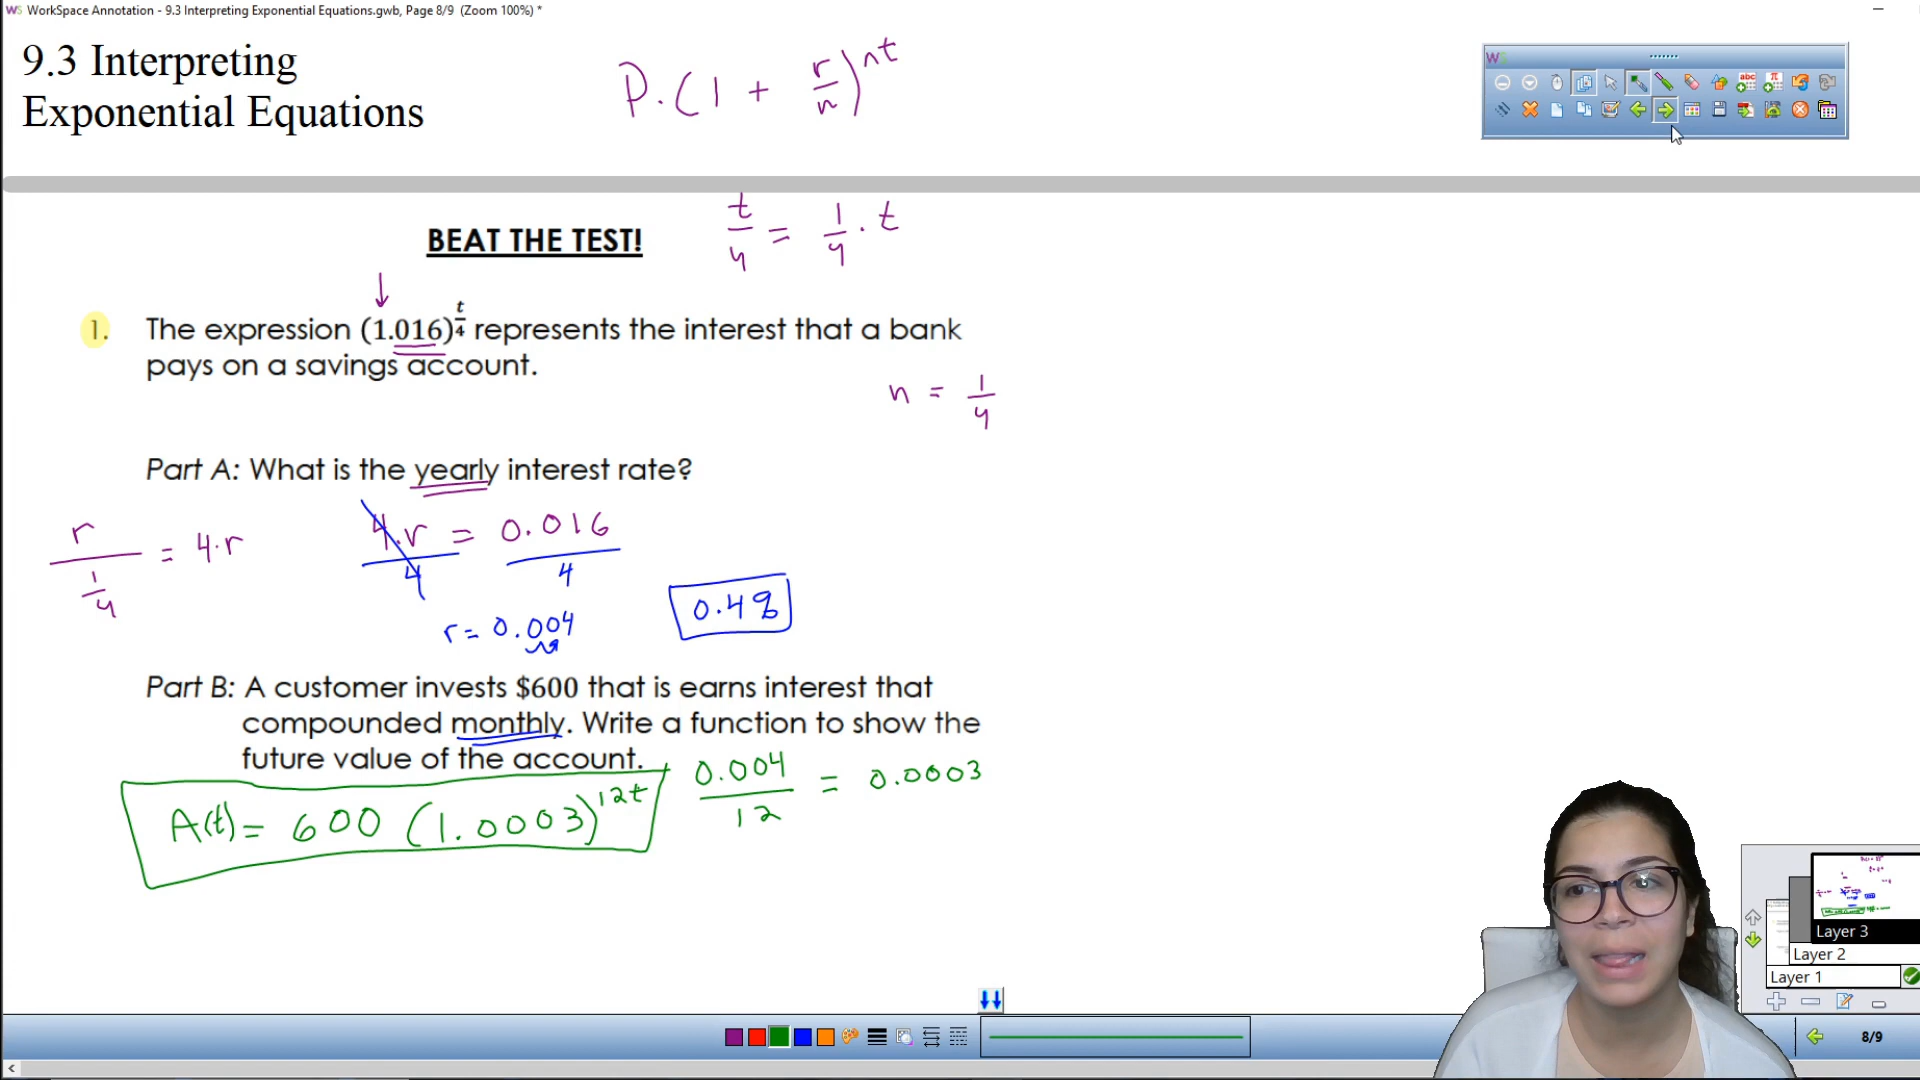 WS WorkSpace Annotation - 9.3 Interpreting Exponential Equations.gwb, Page 8/9 (Zoom 100%) *
9.3 Interpreting
Exponential Equations
P.(1 + r/n)^nt
WS
abc
π
BEAT THE TEST!
t/4 = 1/4 . t
1. The expression (1.016)^t/4 represents the interest that a bank
pays on a savings account.
n = 1/4
Part A: What is the yearly interest rate?
r/(1/4) = 4.r
4.r/4 = 0.016/4
r = 0.004
0.4%
Part B: A customer invests $600 that is earns interest that
compounded monthly. Write a function to show the
future value of the account.
0.004/12 = 0.0003
A(t) = 600 (1.0003)^12t
Layer 3
Layer 2
Layer 1
8/9